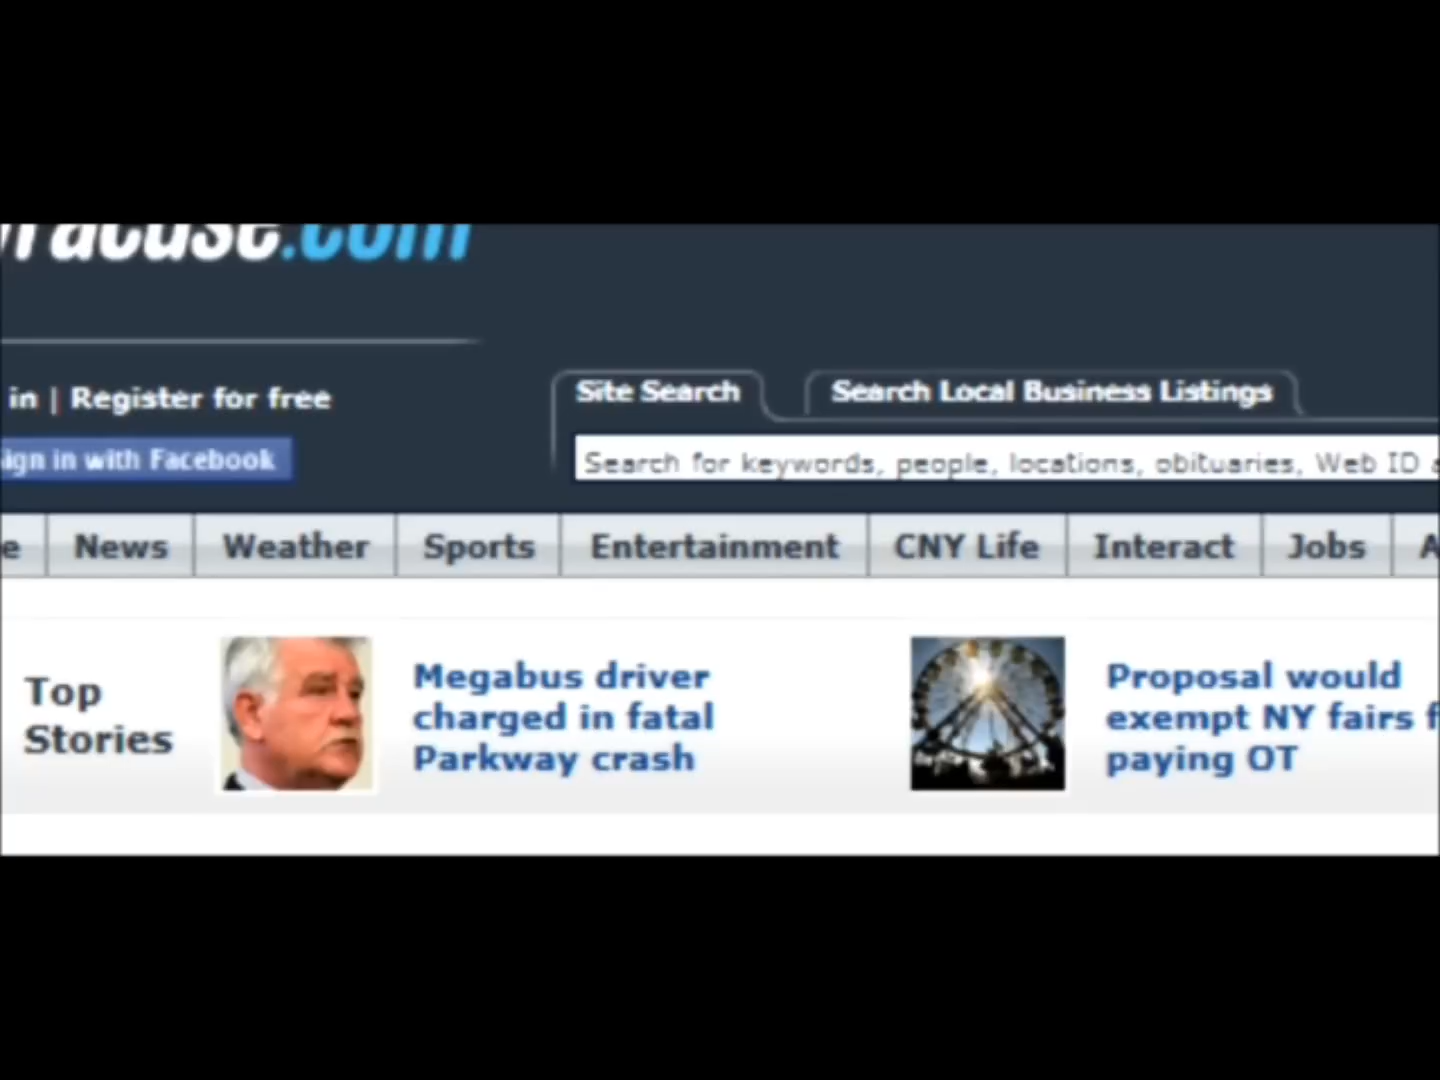 racuse.com
in | Register for free
Site Search
Search Local Business Listings
ign in with Facebook
Search for keywords, people, locations, obituaries, Web ID
e News Weather Sports Entertainment CNY Life Interact Jobs A
Top
Stories
Megabus driver
charged in fatal
Parkway crash
Proposal would
exempt NY fairs f
paying OT